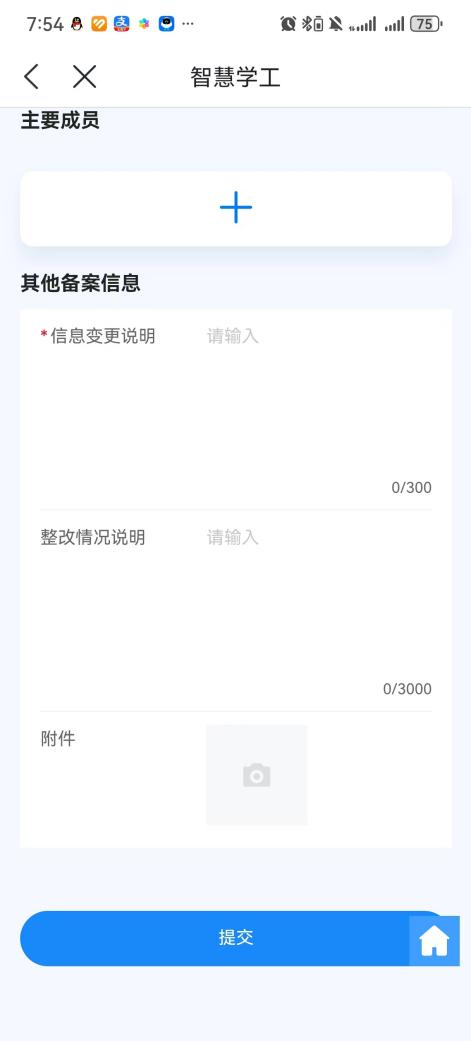 7:54
75
智慧学工
主要成员
其他备案信息
*信息变更说明 请输入
0/300
整改情况说明 请输入
0/3000
附件
提交